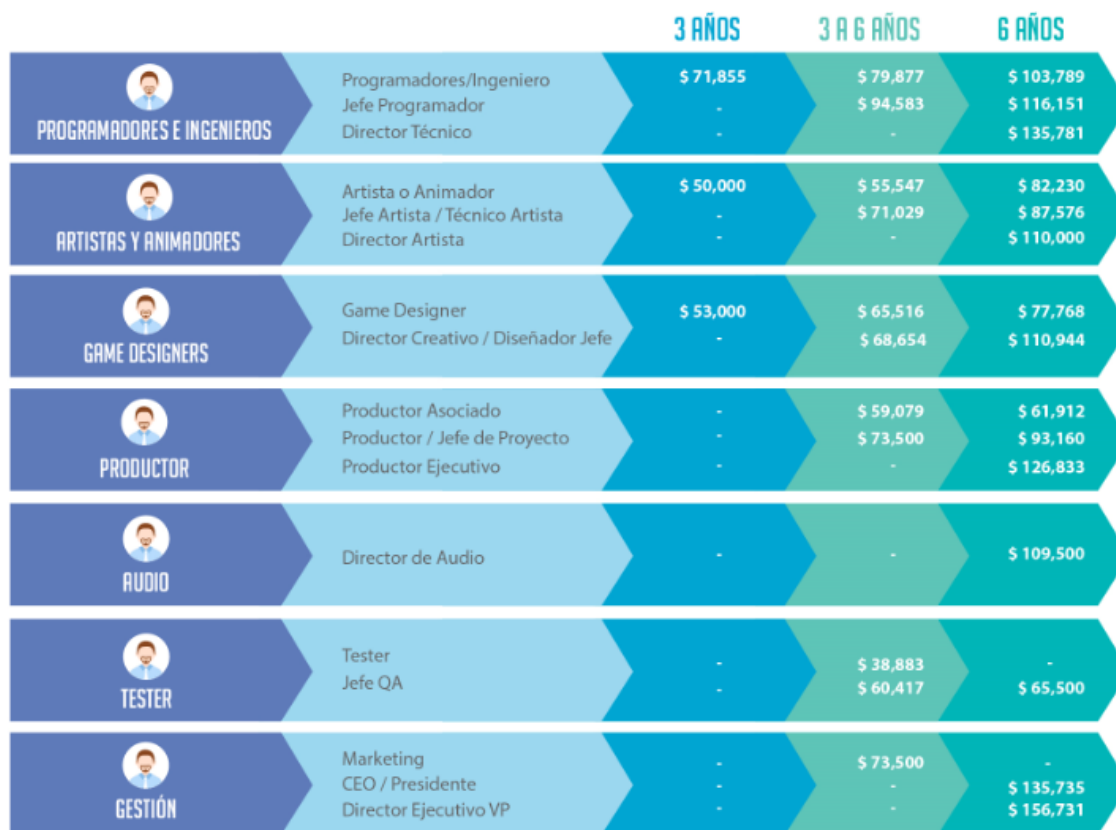 3 AÑOS 3 A 6 AÑOS 6 AÑOS
PROGRAMADORES E INGENIEROS
Programadores/Ingeniero $ 71,855 $ 79,877 $ 103,789
Jefe Programador - $ 94,583 $ 116,151
Director Técnico - - $ 135,781
ARTISTAS Y ANIMADORES
Artista o Animador $ 50,000 $ 55,547 $ 82,230
Jefe Artista / Técnico Artista - $ 71,029 $ 87,576
Director Artista - - $ 110,000
GAME DESIGNERS
Game Designer $ 53,000 $ 65,516 $ 77,768
Director Creativo / Diseñador Jefe - $ 68,654 $ 110,944
PRODUCTOR
Productor Asociado - $ 59,079 $ 61,912
Productor / Jefe de Proyecto - $ 73,500 $ 93,160
Productor Ejecutivo - - $ 126,833
AUDIO
Director de Audio - - $ 109,500
TESTER
Tester - $ 38,883 -
Jefe QA - $ 60,417 $ 65,500
GESTIÓN
Marketing - $ 73,500 -
CEO / Presidente - - $ 135,735
Director Ejecutivo VP - - $ 156,731